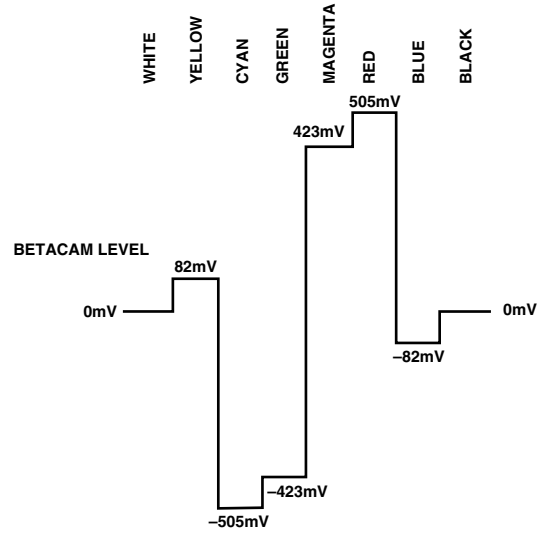 WHITE
YELLOW
CYAN
GREEN
MAGENTA
RED
BLUE
BLACK
505mV
423mV
BETACAM LEVEL
82mV
0mV
0mV
–82mV
–423mV
–505mV